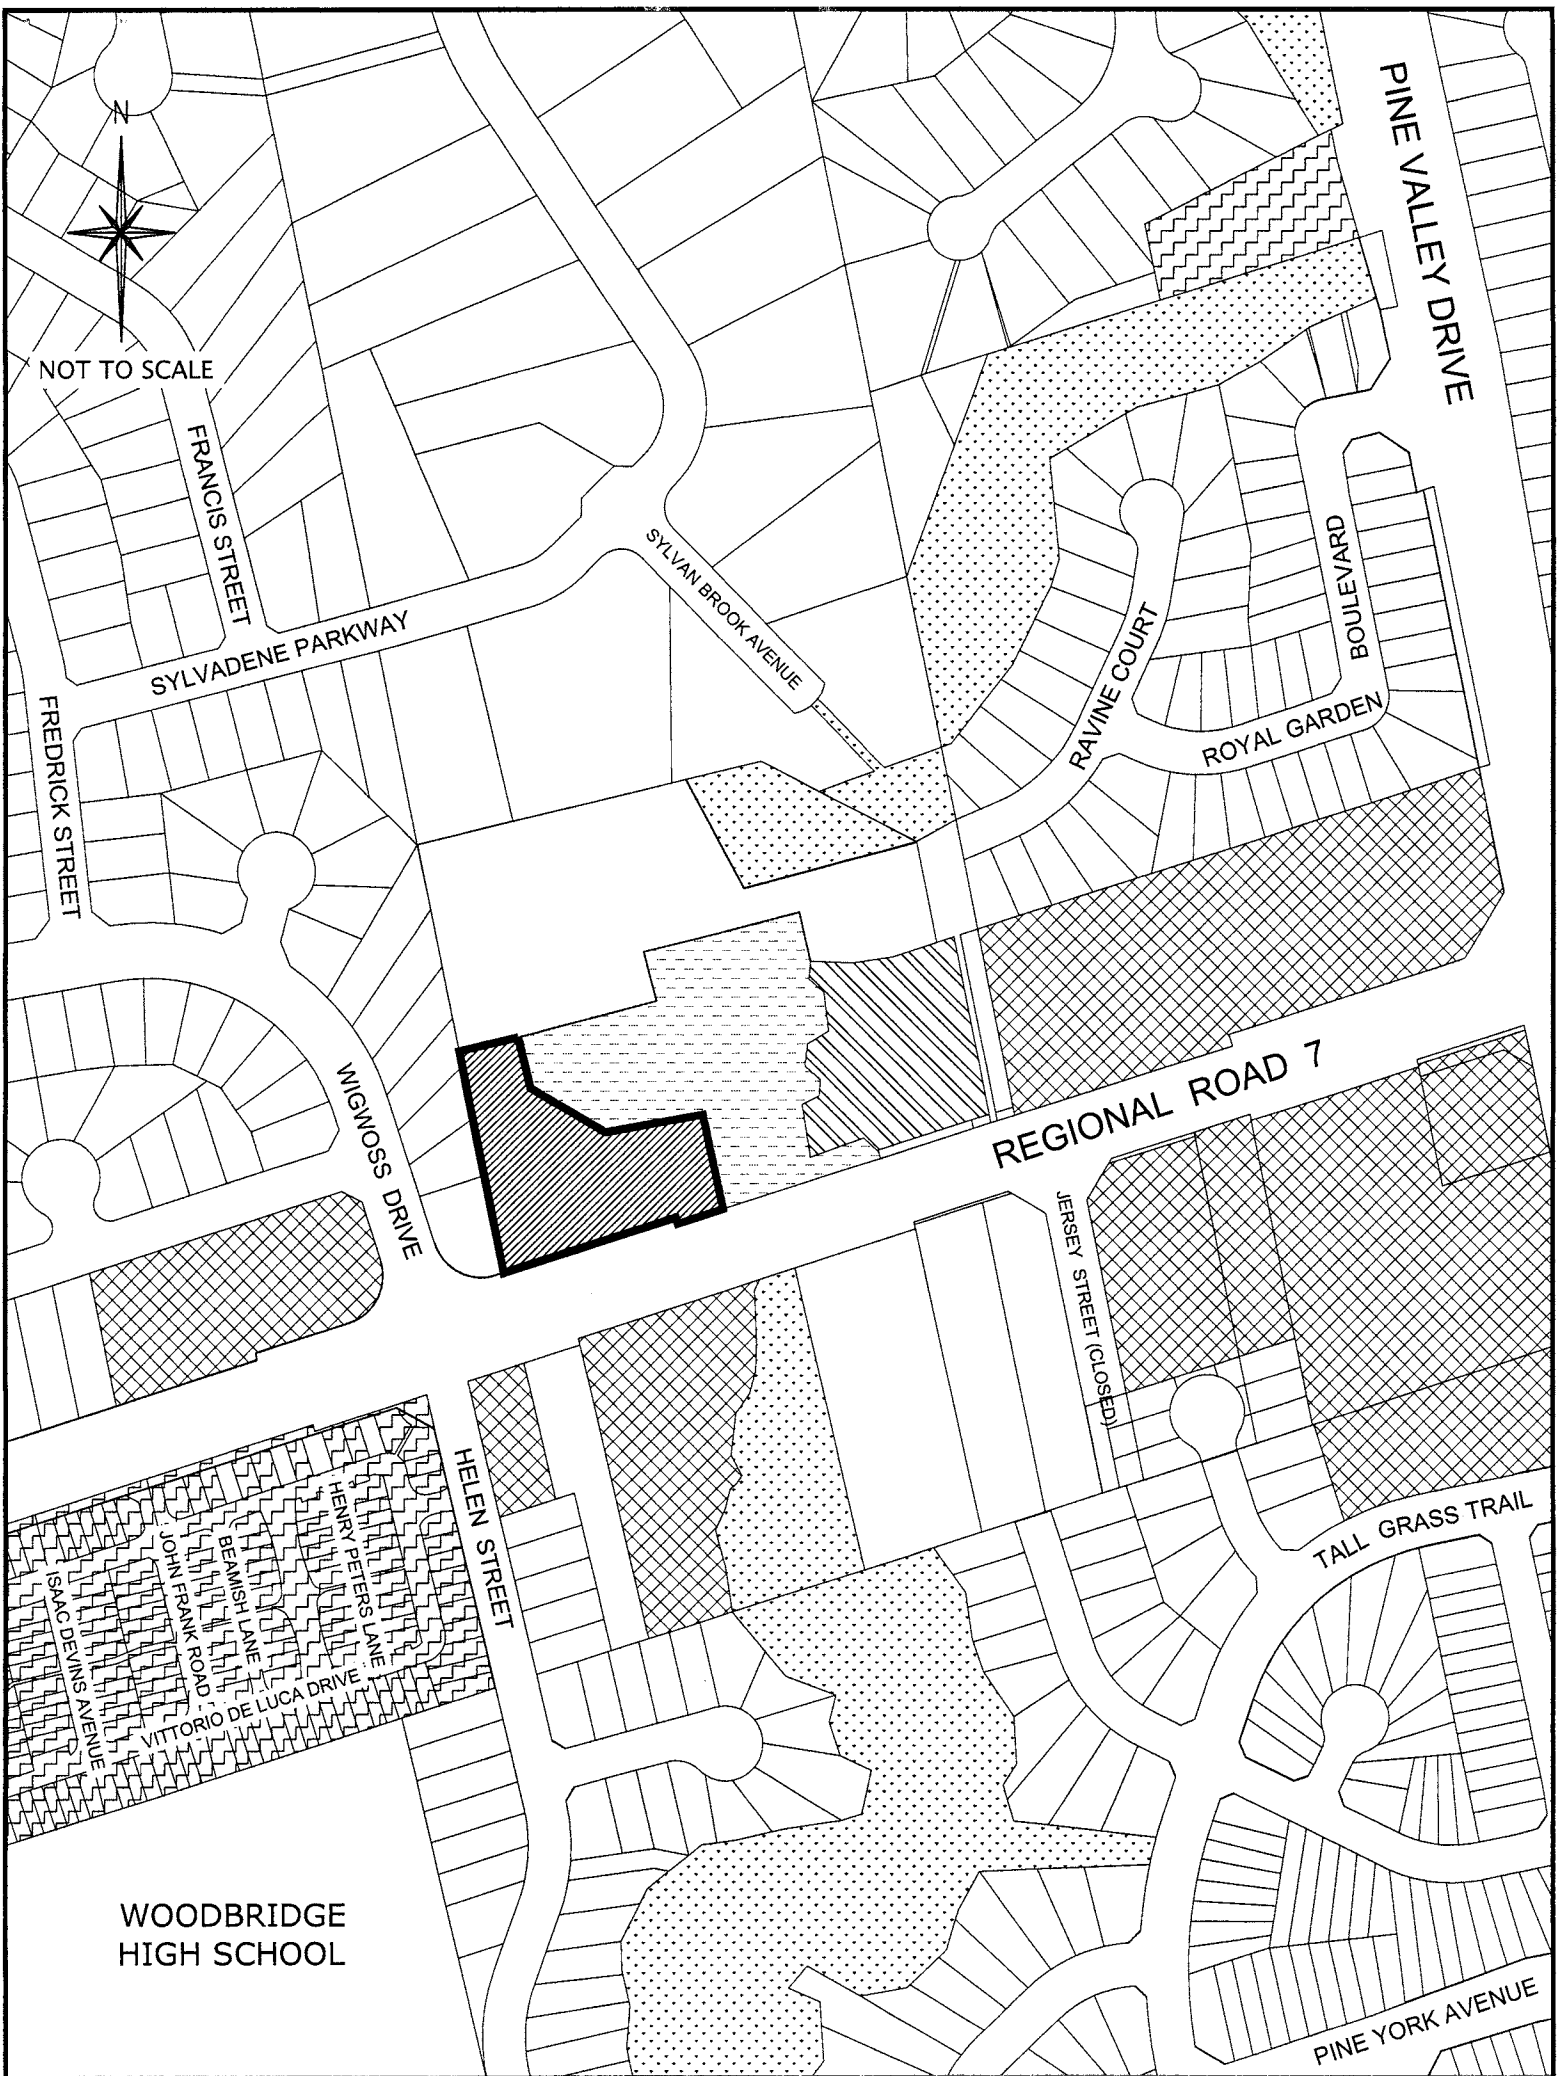 N
NOT TO SCALE
PINE VALLEY DRIVE
FRANCIS STREET
SYLVADENE PARKWAY
SYLVAN BROOK AVENUE
BOULEVARD
RAVINE COURT
ROYAL GARDEN
FREDRICK STREET
WIGWOSS DRIVE
REGIONAL ROAD 7
JERSEY STREET (CLOSED)
HELEN STREET
HENRY PETERS LANE
BEAMISH LANE
JOHN FRANK ROAD
ISAAC DEVINS AVENUE
VITTORIO DE LUCA DRIVE
TALL GRASS TRAIL
WOODBRIDGE
HIGH SCHOOL
PINE YORK AVENUE